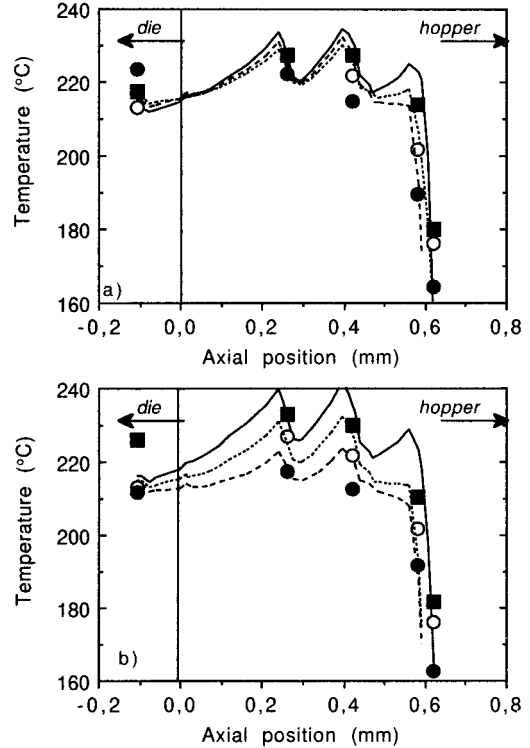 240
die
hopper
220
200
180
160
Temperature (°C)
a)
-0,2
0,0
0,2
0,4
0,6
0,8
Axial position (mm)
240
die
hopper
220
200
180
160
Temperature (°C)
b)
-0,2
0,0
0,2
0,4
0,6
0,8
Axial position (mm)